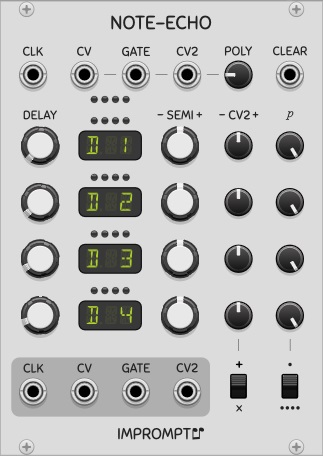 NOTE-ECHO
CLK CV GATE CV2 POLY CLEAR
DELAY – SEMI + – CV2 + p
D 1
D 2
D 3
D 4
CLK CV GATE CV2 + •
x ••••
IMPROMPT